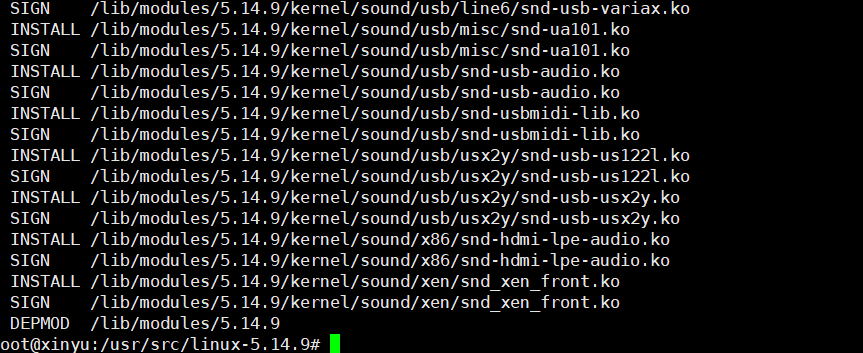 SIGN    /lib/modules/5.14.9/kernel/sound/usb/line6/snd-usb-variax.ko
INSTALL /lib/modules/5.14.9/kernel/sound/usb/misc/snd-ua101.ko
SIGN    /lib/modules/5.14.9/kernel/sound/usb/misc/snd-ua101.ko
INSTALL /lib/modules/5.14.9/kernel/sound/usb/snd-usb-audio.ko
SIGN    /lib/modules/5.14.9/kernel/sound/usb/snd-usb-audio.ko
INSTALL /lib/modules/5.14.9/kernel/sound/usb/snd-usbmidi-lib.ko
SIGN    /lib/modules/5.14.9/kernel/sound/usb/snd-usbmidi-lib.ko
INSTALL /lib/modules/5.14.9/kernel/sound/usb/usx2y/snd-usb-us122l.ko
SIGN    /lib/modules/5.14.9/kernel/sound/usb/usx2y/snd-usb-us122l.ko
INSTALL /lib/modules/5.14.9/kernel/sound/usb/usx2y/snd-usb-usx2y.ko
SIGN    /lib/modules/5.14.9/kernel/sound/usb/usx2y/snd-usb-usx2y.ko
INSTALL /lib/modules/5.14.9/kernel/sound/x86/snd-hdmi-lpe-audio.ko
SIGN    /lib/modules/5.14.9/kernel/sound/x86/snd-hdmi-lpe-audio.ko
INSTALL /lib/modules/5.14.9/kernel/sound/xen/snd_xen_front.ko
SIGN    /lib/modules/5.14.9/kernel/sound/xen/snd_xen_front.ko
DEPMOD  /lib/modules/5.14.9
oot@xinyu:/usr/src/linux-5.14.9#